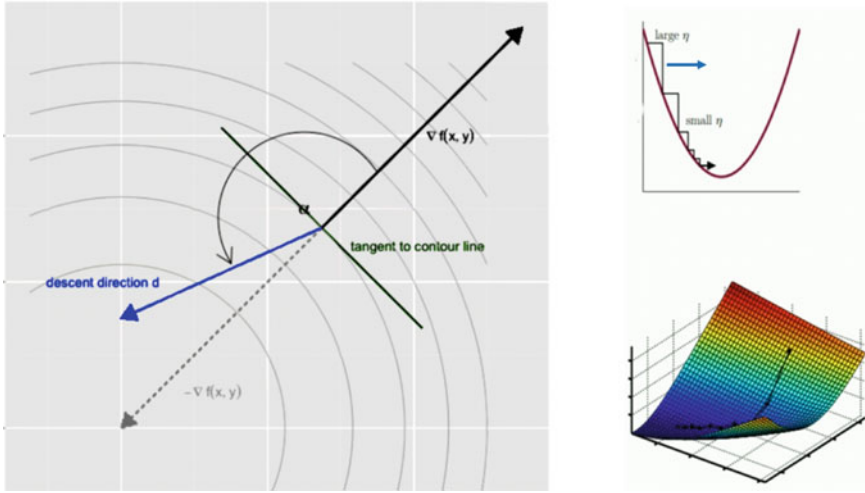 ∇ f(x, y)
α
tangent to contour line
descent direction d
−∇ f(x, y)
large η
small η